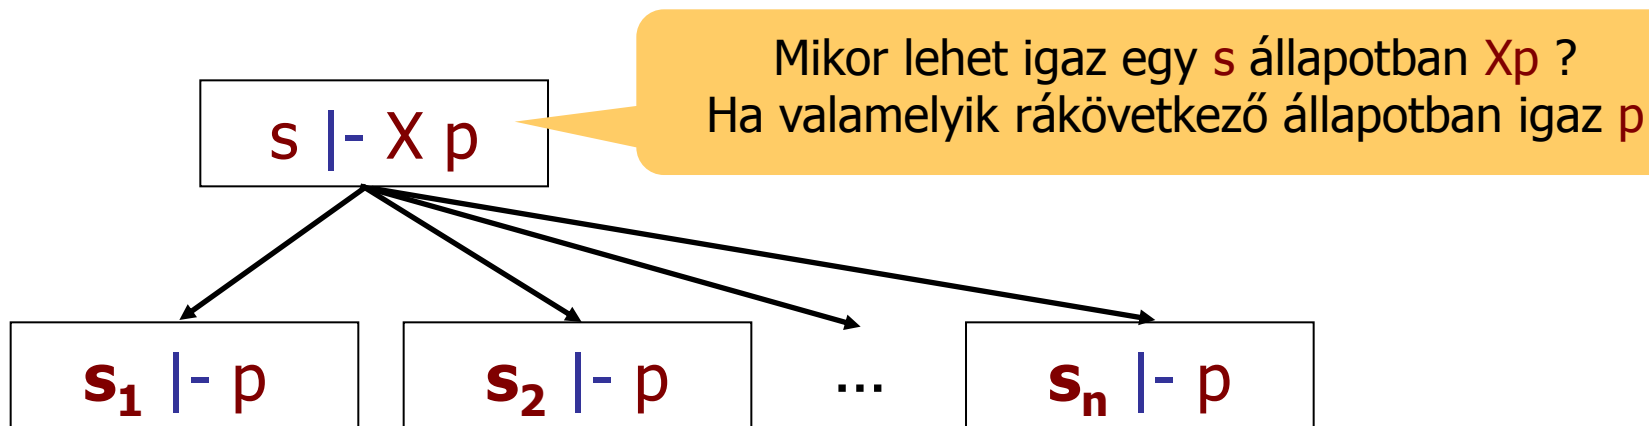 Mikor lehet igaz egy s állapotban Xp ?
Ha valamelyik rákövetkező állapotban igaz p
s |- X p
s₁ |- p
s₂ |- p
...
sₙ |- p